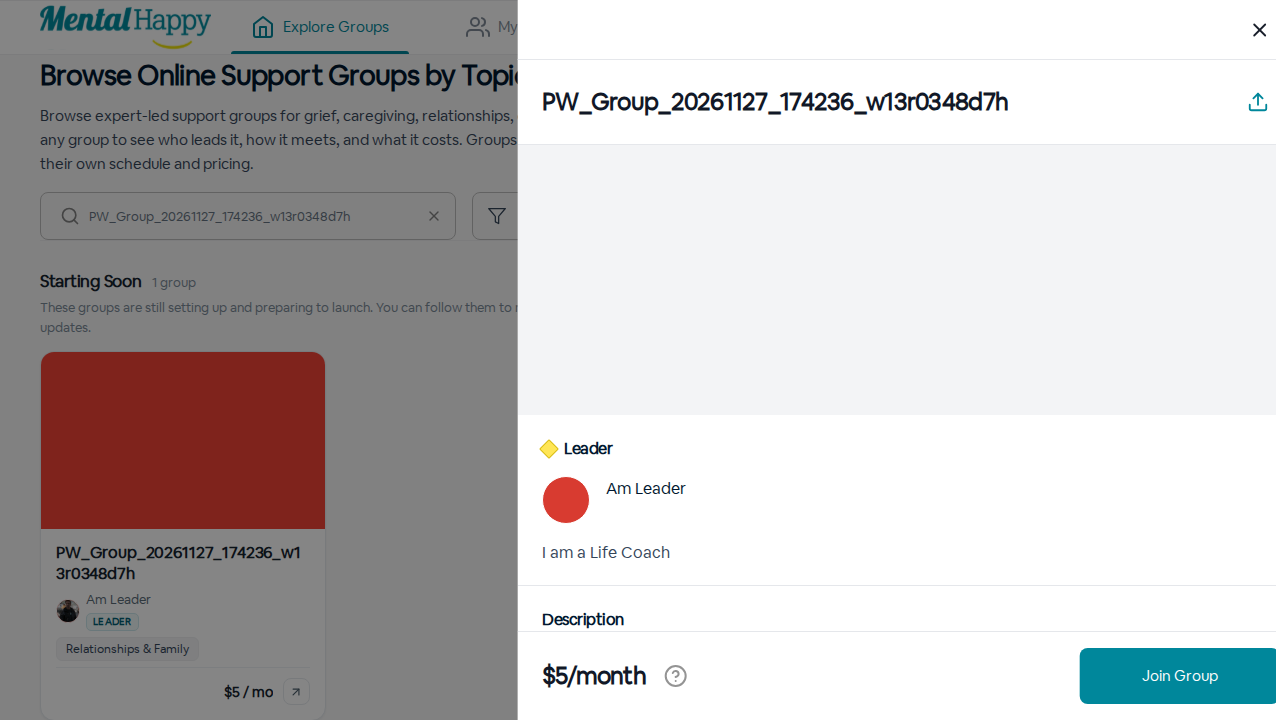 Mental Happy
Explore Groups
My
Browse Online Support Groups by Topic
Browse expert-led support groups for grief, caregiving, relationships,
any group to see who leads it, how it meets, and what it costs. Groups
their own schedule and pricing.
PW_Group_20261127_174236_w13r0348d7h
Starting Soon 1 group
These groups are still setting up and preparing to launch. You can follow them to
updates.
PW_Group_20261127_174236_w1
3r0348d7h
Am Leader
LEADER
Relationships & Family
$5 / mo
PW_Group_20261127_174236_w13r0348d7h
Leader
Am Leader
I am a Life Coach
Description
$5/month
Join Group